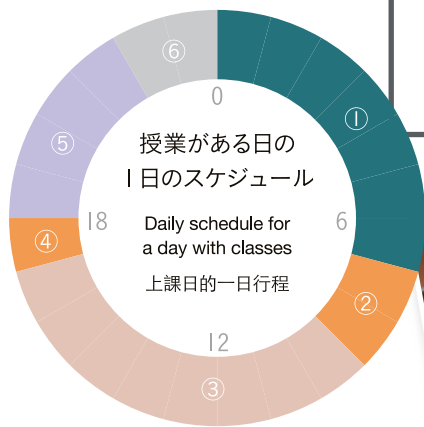 ⑥
①
0
授業がある日の
1日のスケジュール
⑤
18
6
Daily schedule for
a day with classes
④
上課日的一日行程
②
12
③